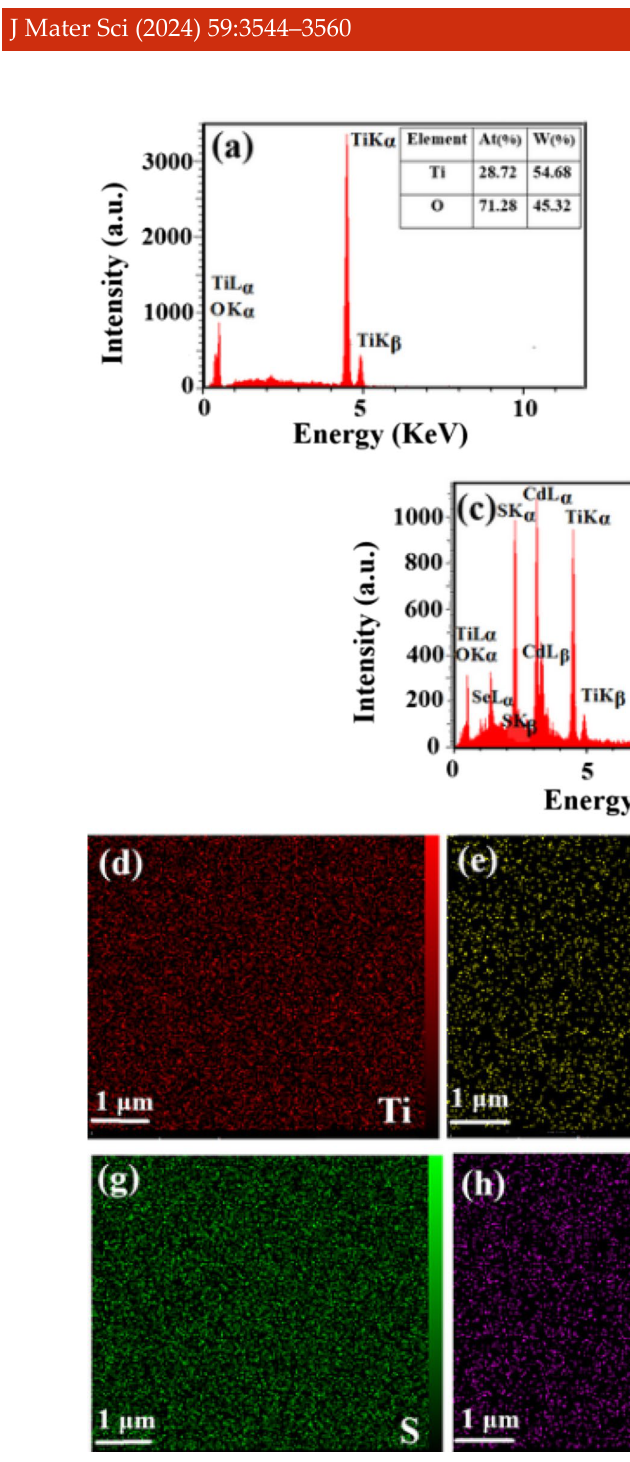 J Mater Sci (2024) 59:3544–3560
(a)
TiKα
Element At(%) W(%)
Ti 28.72 54.68
O 71.28 45.32
3000
2000
1000
0
Intensity (a.u.)
TiLα
OKα
TiKβ
0 5 10
Energy (KeV)
(c)
CdLα
SKα
TiKα
1000
800
600
400
200
0
Intensity (a.u.)
TiLα
OKα
CdLβ
SeLα
TiKβ
SKβ
0 5
Energy
(d)
1 μm
Ti
(e)
1 μm
(g)
1 μm
S
(h)
1 μm